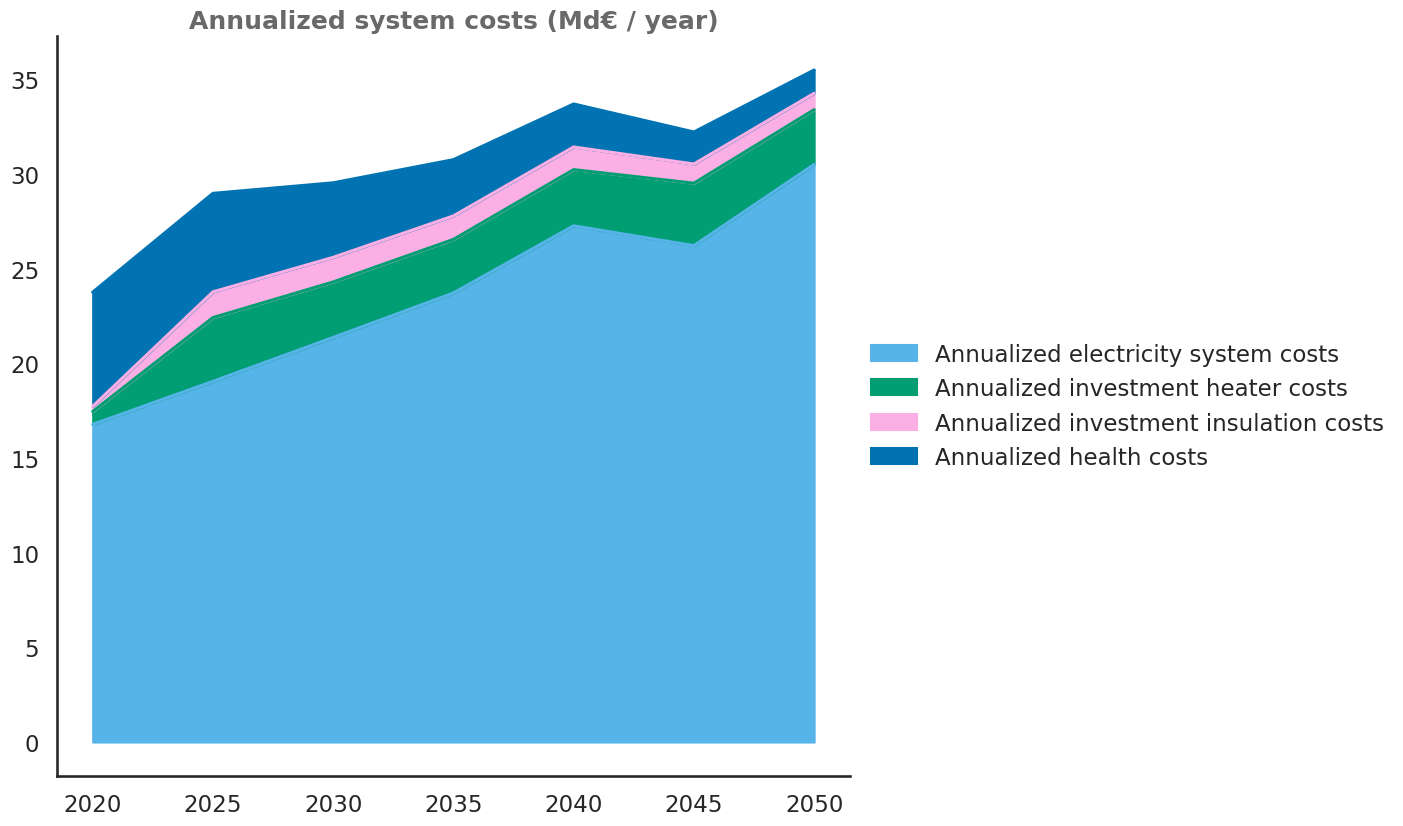 Annualized system costs (Md€ / year)
35
30
25
20
15
10
5
0
2020 2025 2030 2035 2040 2045 2050
Annualized electricity system costs
Annualized investment heater costs
Annualized investment insulation costs
Annualized health costs